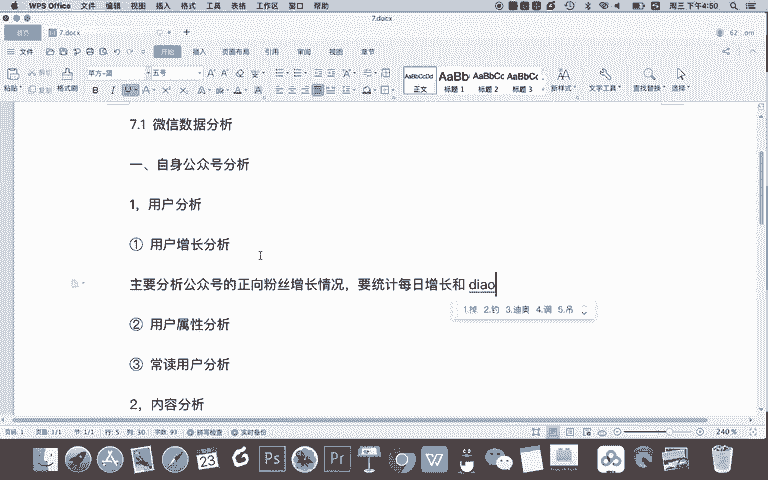 WPS Office 文件 编辑 视图 插入 格式 工具 表格 工作区 窗口 帮助 周三 下午4:50
7.docx
首页 7.docx +
文件 开始 插入 页面布局 引用 审阅 视图 章节
剪切 五号 AaBbCcDd AaBb AaBbCc AaBbCc
粘贴 复制 格式刷 B I U 正文 标题 1 标题 2 标题 3 新样式 文字工具 查找替换 选择
7.1 微信数据分析
一、自身公众号分析
1，用户分析
① 用户增长分析
主要分析公众号的正向粉丝增长情况，要统计每日增长和 diao
1.掉 2.钓 3.迪奥 4.调 5.吊
② 用户属性分析
③ 常读用户分析
2，内容分析
页码: 1 页面: 1/1 节: 1/1 行: 5 列: 30 字数: 93 拼写检查 实时备份 240 %
23 Ps Pr W